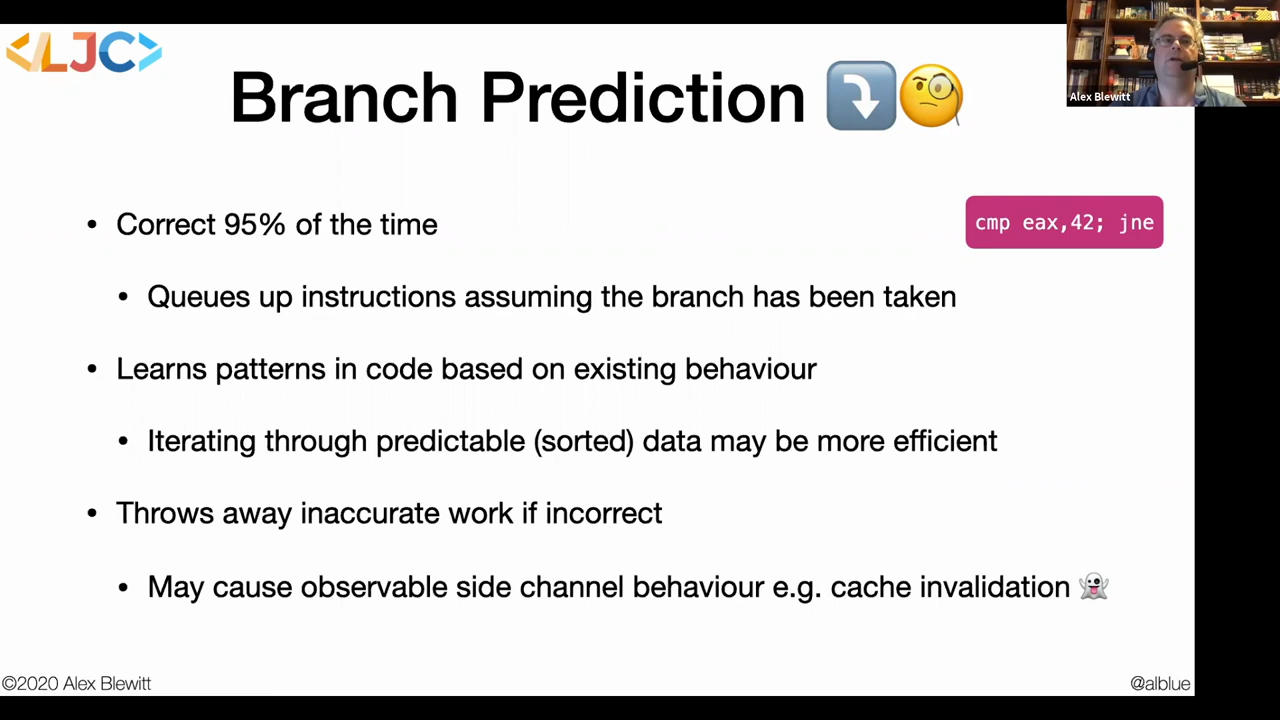 <LJC>
Branch Prediction
Alex Blewitt
• Correct 95% of the time
cmp eax,42; jne
• Queues up instructions assuming the branch has been taken
• Learns patterns in code based on existing behaviour
• Iterating through predictable (sorted) data may be more efficient
• Throws away inaccurate work if incorrect
• May cause observable side channel behaviour e.g. cache invalidation 👻
©2020 Alex Blewitt
@alblue